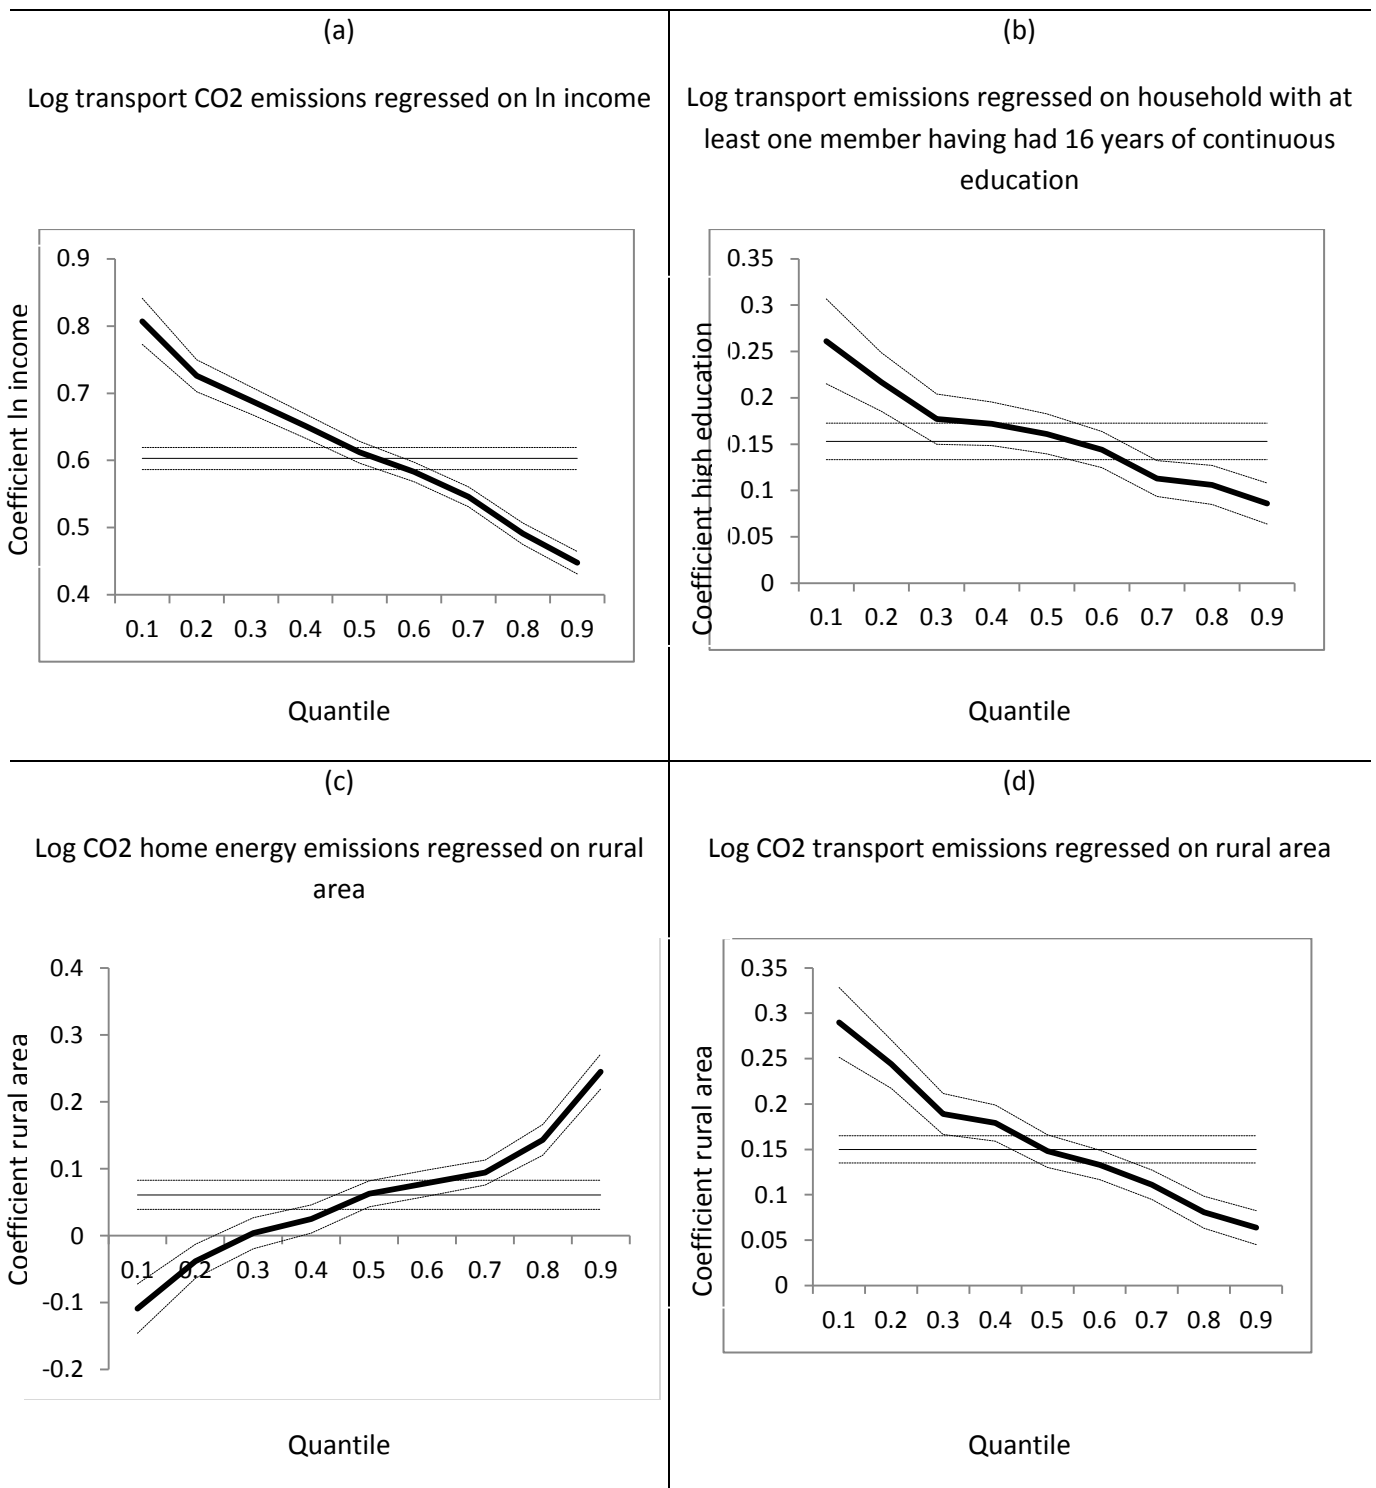 (a)
Log transport CO2 emissions regressed on ln income
Coefficient ln income
0.9
0.8
0.7
0.6
0.5
0.4
0.1 0.2 0.3 0.4 0.5 0.6 0.7 0.8 0.9
Quantile
(b)
Log transport emissions regressed on household with at
least one member having had 16 years of continuous
education
Coefficient high education
0.35
0.3
0.25
0.2
0.15
0.1
0.05
0
0.1 0.2 0.3 0.4 0.5 0.6 0.7 0.8 0.9
Quantile
(c)
Log CO2 home energy emissions regressed on rural
area
Coefficient rural area
0.4
0.3
0.2
0.1
0
-0.1
-0.2
0.1 0.2 0.3 0.4 0.5 0.6 0.7 0.8 0.9
Quantile
(d)
Log CO2 transport emissions regressed on rural area
Coefficient rural area
0.35
0.3
0.25
0.2
0.15
0.1
0.05
0
0.1 0.2 0.3 0.4 0.5 0.6 0.7 0.8 0.9
Quantile